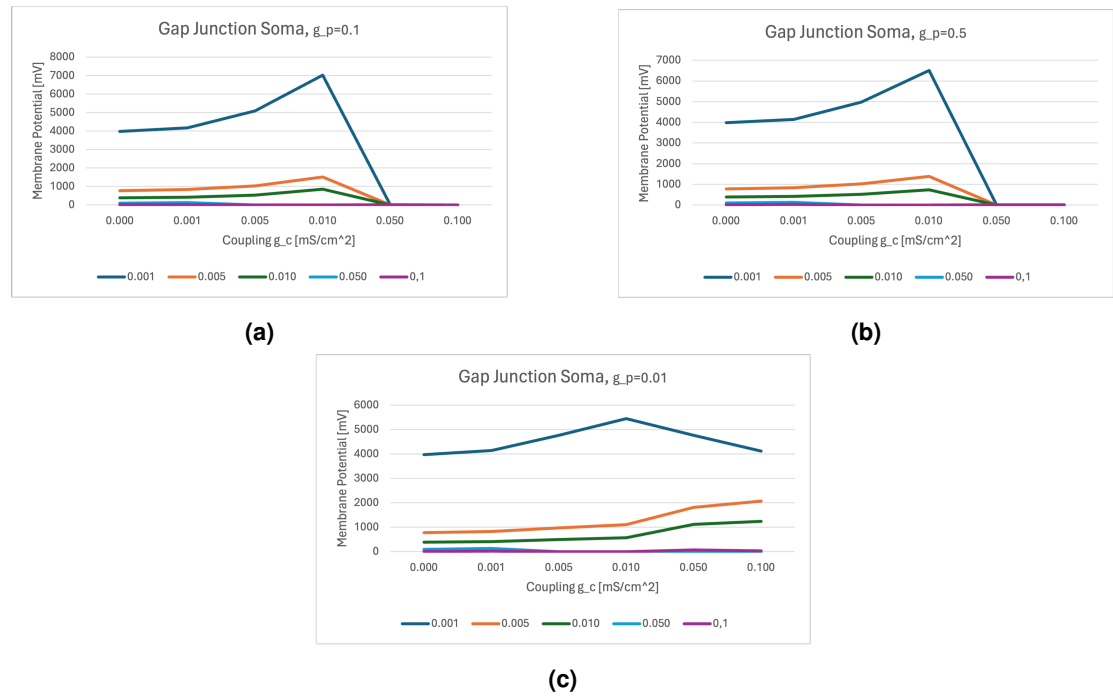 Gap Junction Soma, g_p=0.1
Membrane Potential [mV]
8000
7000
6000
5000
4000
3000
2000
1000
0
0.000 0.001 0.005 0.010 0.050 0.100
Coupling g_c [mS/cm^2]
0.001 0.005 0.010 0.050 0,1
(a)
Gap Junction Soma, g_p=0.5
Membrane Potential [mV]
7000
6000
5000
4000
3000
2000
1000
0
0.000 0.001 0.005 0.010 0.050 0.100
Coupling g_c [mS/cm^2]
0.001 0.005 0.010 0.050 0,1
(b)
Gap Junction Soma, g_p=0.01
Membrane Potential [mV]
6000
5000
4000
3000
2000
1000
0
0.000 0.001 0.005 0.010 0.050 0.100
Coupling g_c [mS/cm^2]
0.001 0.005 0.010 0.050 0,1
(c)